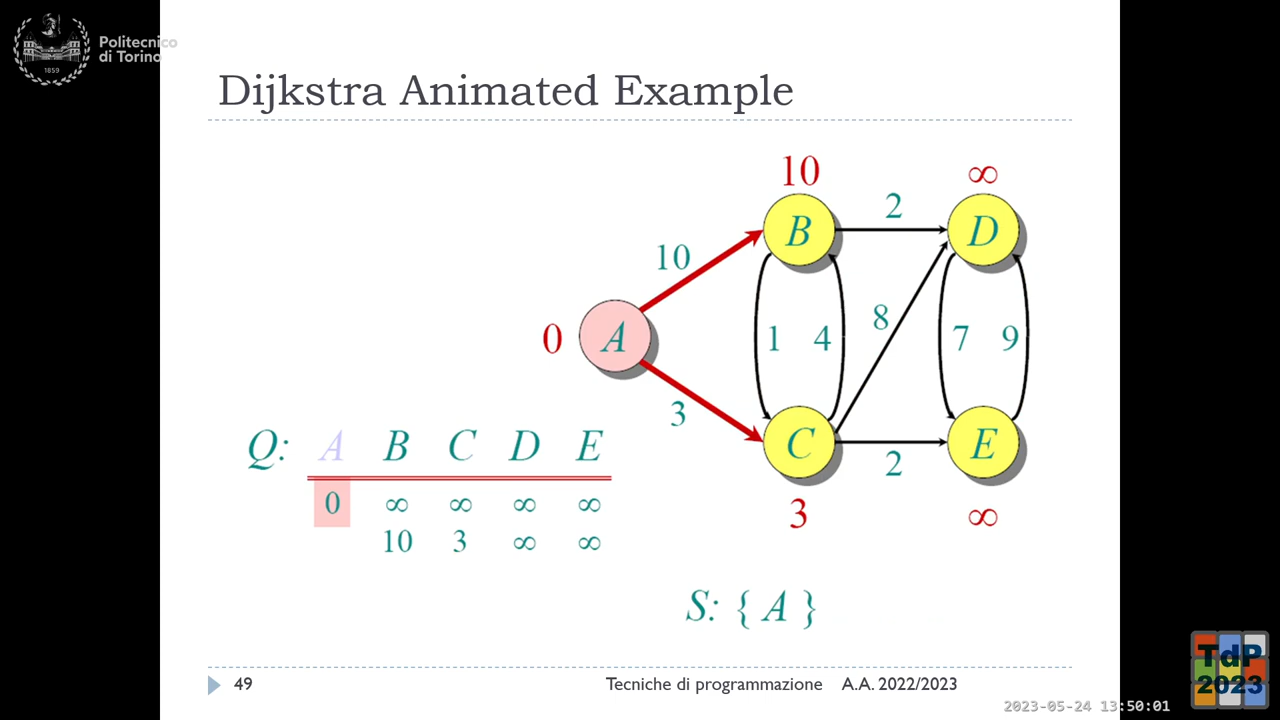 Politecnico
di Torino
1859
Dijkstra Animated Example
10
∞
2
B
D
10
8
0
A
1
4
7
9
3
C
E
2
3
∞
Q: A B C D E
0 ∞ ∞ ∞ ∞
10 3 ∞ ∞
S: { A }
49
Tecniche di programmazione A.A. 2022/2023
TdP
2023
2023-05-24 13:50:01